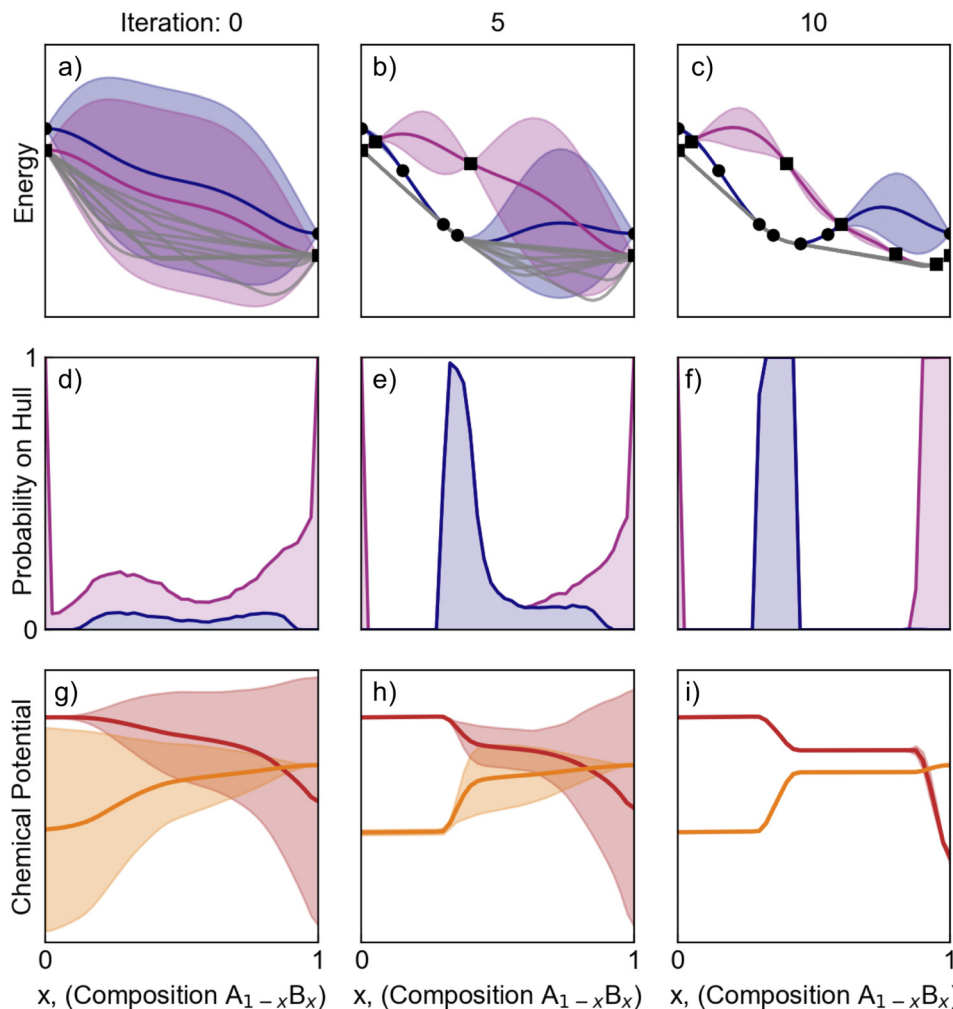 Iteration: 0 5 10
a) b) c)
Energy
1 d) e) f)
Probability on Hull
0
g) h) i)
Chemical Potential
0 1 0 1 0 1
x, (Composition A₁₋ₓBₓ) x, (Composition A₁₋ₓBₓ) x, (Composition A₁₋ₓBₓ)